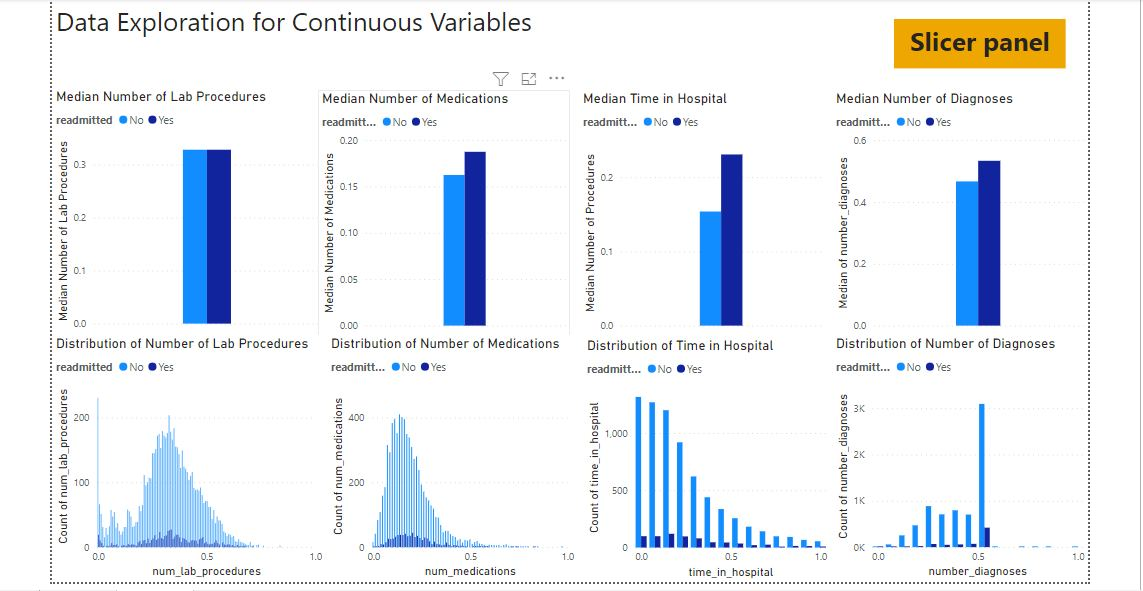 Data Exploration for Continuous Variables
Slicer panel
Median Number of Lab Procedures
readmitted No Yes
Median Number of Lab Procedures
0.3
0.2
0.1
0.0
Median Number of Medications
readmitt... No Yes
Median Number of Medications
0.20
0.15
0.10
0.05
0.00
Median Time in Hospital
readmitt... No Yes
Median Number of Procedures
0.2
0.1
0.0
Median Number of Diagnoses
readmitt... No Yes
Median of number_diagnoses
0.6
0.4
0.2
0.0
Distribution of Number of Lab Procedures
readmitted No Yes
Count of num_lab_procedures
200
100
0
0.0 0.5 1.0
num_lab_procedures
Distribution of Number of Medications
readmitt... No Yes
Count of num_medications
400
200
0
0.0 0.5 1.0
num_medications
Distribution of Time in Hospital
readmitt... No Yes
Count of time_in_hospital
1,000
500
0
0.0 0.5 1.0
time_in_hospital
Distribution of Number of Diagnoses
readmitt... No Yes
Count of number_diagnoses
3K
2K
1K
0K
0.0 0.5 1.0
number_diagnoses